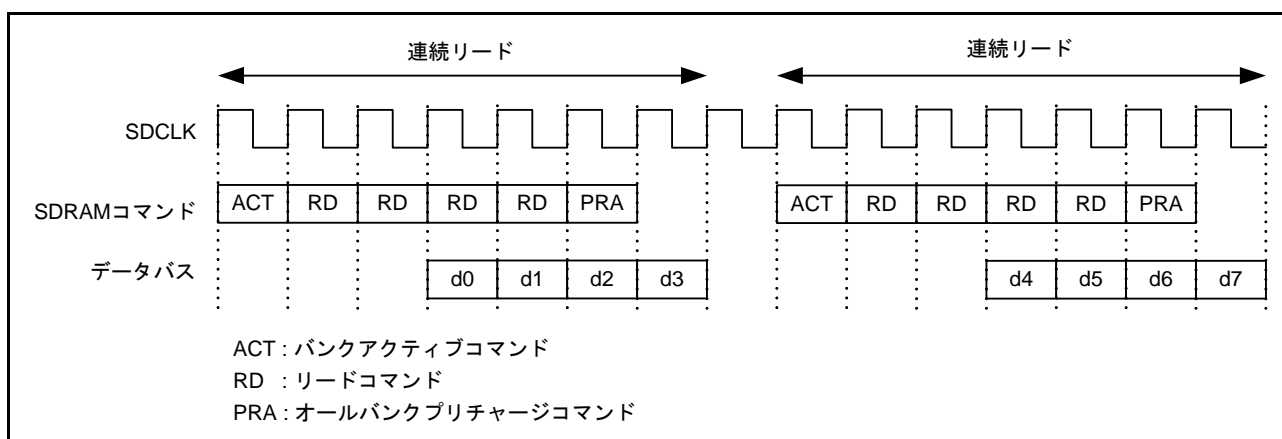 連続リード 連続リード
SDCLK
SDRAMコマンド ACT RD RD RD RD PRA ACT RD RD RD RD PRA
データバス d0 d1 d2 d3 d4 d5 d6 d7
ACT : バンクアクティブコマンド
RD : リードコマンド
PRA : オールバンクプリチャージコマンド